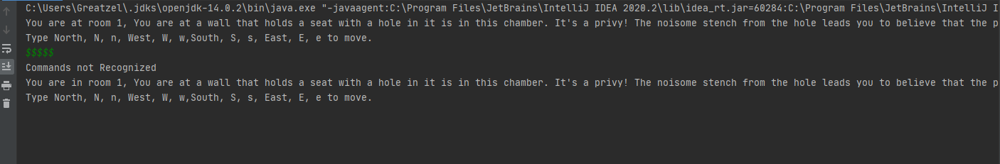 C:\Users\Greatzel\.jdks\openjdk-14.0.2\bin\java.exe "-javaagent:C:\Program Files\JetBrains\IntelliJ IDEA 2020.2\lib\idea_rt.jar=60284:C:\Program Files\JetBrains\IntelliJ I
You are at room 1, You are at a wall that holds a seat with a hole in it is in this chamber. It's a privy! The noisome stench from the hole leads you to believe that the p
Type North, N, n, West, W, w,South, S, s, East, E, e to move.
$$$$$
Commands not Recognized
You are in room 1, You are at a wall that holds a seat with a hole in it is in this chamber. It's a privy! The noisome stench from the hole leads you to believe that the p
Type North, N, n, West, W, w,South, S, s, East, E, e to move.